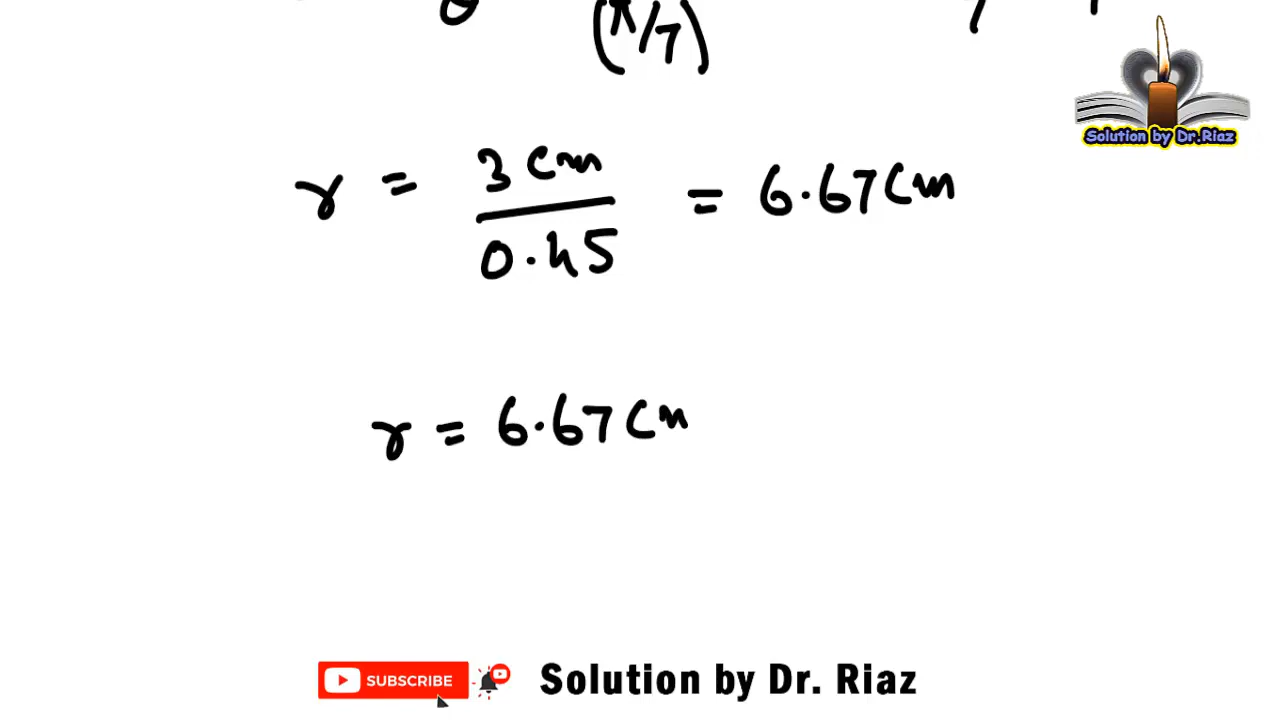 (π/7)
Solution by Dr.Riaz
r = 3 cm / 0.45 = 6.67 cm
r = 6.67 cm
SUBSCRIBE
Solution by Dr. Riaz